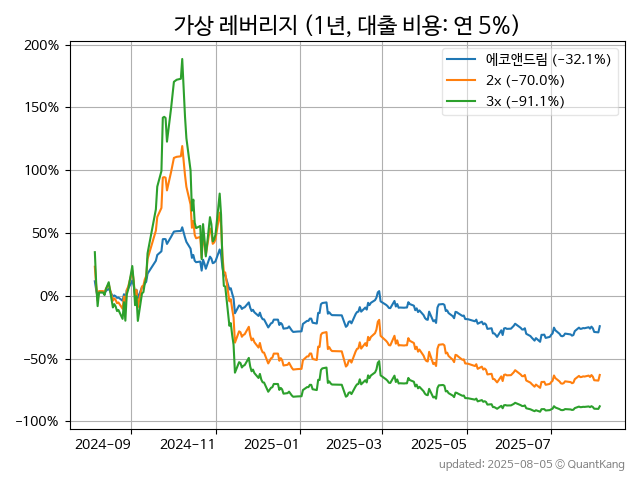 가상 레버리지 (1년, 대출 비용: 연 5%)
에코앤드림 (−32.1%)
2x (−70.0%)
3x (−91.1%)
200%
150%
100%
50%
0%
−50%
−100%
2024-09 2024-11 2025-01 2025-03 2025-05 2025-07
updated: 2025-08-05 © QuantKang